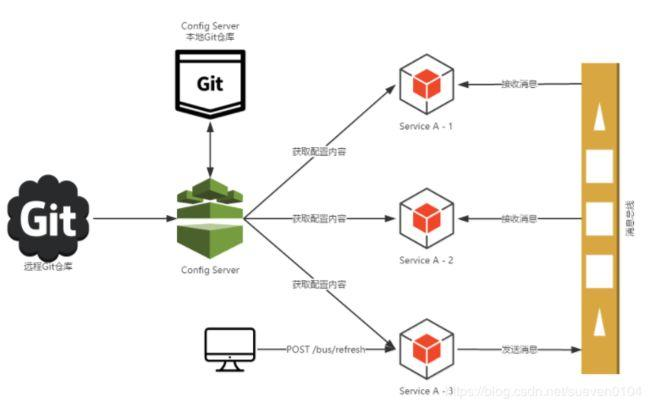 Config Server
本地Git仓库
Git
接收消息
Service A - 1
获取配置内容
Git
获取配置内容
接收消息
消息总线
远程Git仓库
Config Server
Service A - 2
获取配置内容
POST /bus/refresh
发送消息
Service A - 3
https://blog.csdn.net/sueven0104